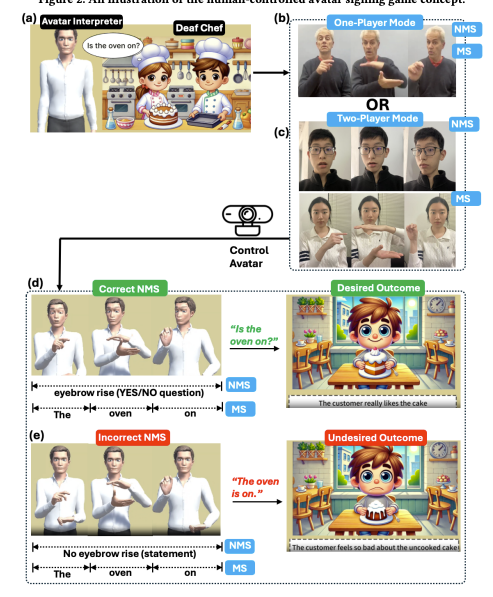 Figure 2: An illustration of the human-controlled avatar signing game concept.
(a)
Avatar Interpreter
Deaf Chef
Is the oven on?
(b)
One-Player Mode
NMS
MS
OR
(c)
Two-Player Mode
NMS
MS
Control
Avatar
(d)
Correct NMS
Desired Outcome
"Is the
oven on?"
eyebrow rise (YES/NO question)
NMS
The
oven
on
MS
The customer really likes the cake
(e)
Incorrect NMS
Undesired Outcome
"The oven
is on."
No eyebrow rise (statement)
NMS
The
oven
on
MS
The customer feels so bad about the uncooked cake